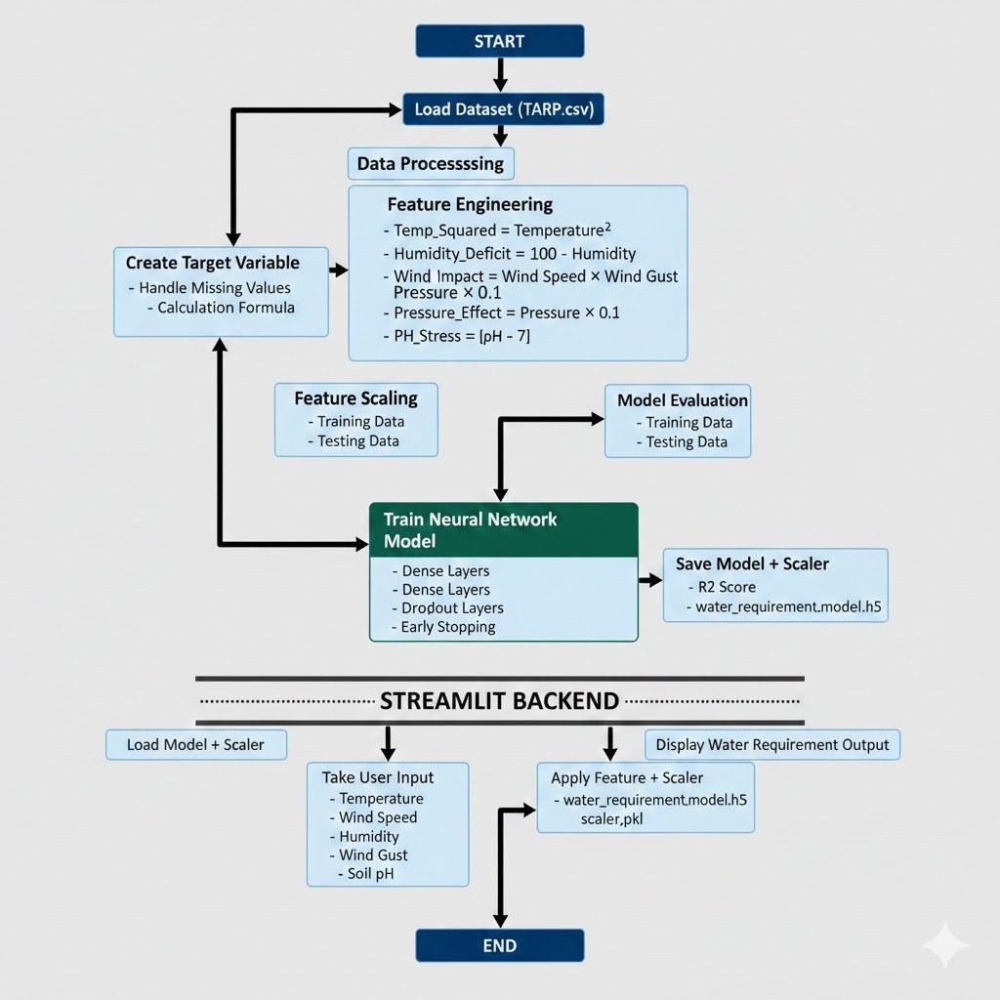 START
Load Dataset (TARP.csv)
Data Processssing
Feature Engineering
- Temp_Squared = Temperature²
- Humidity_Deficit = 100 - Humidity
- Wind Impact = Wind Speed × Wind Gust
Pressure × 0.1
- Pressure_Effect = Pressure × 0.1
- PH_Stress = [pH - 7]
Create Target Variable
- Handle Missing Values
- Calculation Formula
Feature Scaling
- Training Data
- Testing Data
Model Evaluation
- Training Data
- Testing Data
Train Neural Network
Model
- Dense Layers
- Dense Layers
- Dropout Layers
- Early Stopping
Save Model + Scaler
- R2 Score
- water_requirement.model.h5
STREAMLIT BACKEND
Load Model + Scaler
Display Water Requirement Output
Take User Input
- Temperature
- Wind Speed
- Humidity
- Wind Gust
- Soil pH
Apply Feature + Scaler
- water_requirement.model.h5
scaler,pkl
END